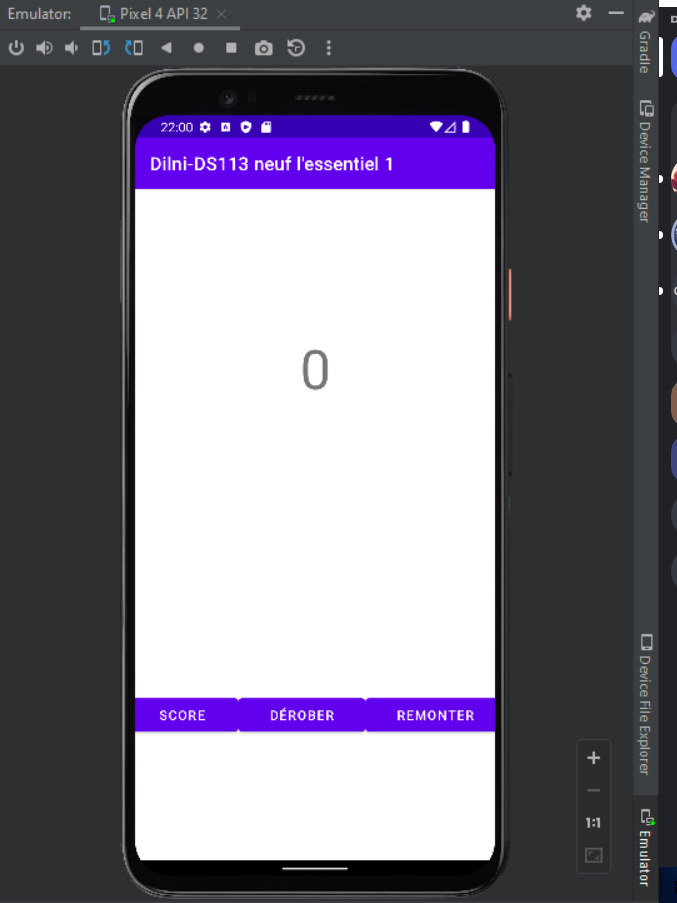 Emulator: Pixel 4 API 32
Gradle
Device Manager
22:00
Dilni-DS113 neuf l'essentiel 1
0
SCORE DÉROBER REMONTER
Device File Explorer
1:1
Emulator